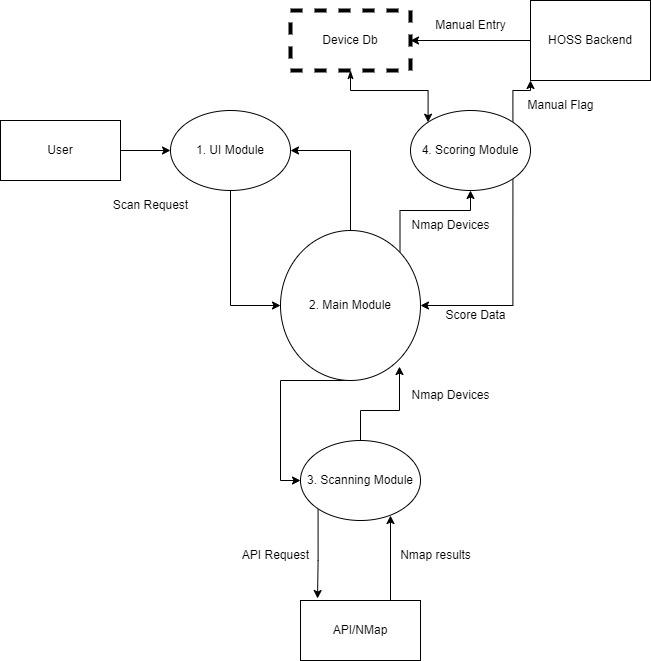 Device Db
Manual Entry
HOSS Backend
Manual Flag
User
1. UI Module
4. Scoring Module
Scan Request
Nmap Devices
2. Main Module
Score Data
Nmap Devices
3. Scanning Module
API Request
Nmap results
API/NMap